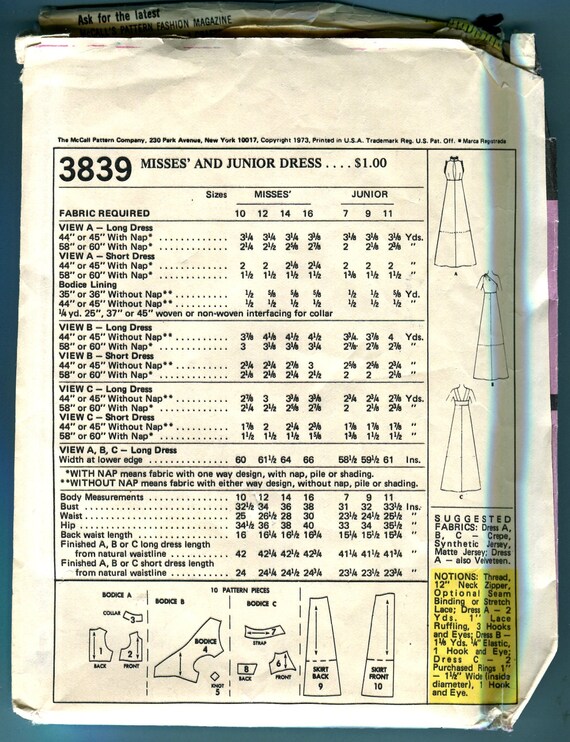 Ask for the latest
McCALL'S PATTERN FASHION MAGAZINE
The McCall Pattern Company, 230 Park Avenue, New York 10017, Copyright 1973, Printed in U.S.A. Trademark Reg. U.S. Pat. Off. * Marca Registrada
3839 MISSES' AND JUNIOR DRESS . . . . $1.00
Sizes MISSES' JUNIOR
FABRIC REQUIRED 10 12 14 16 7 9 11
VIEW A — Long Dress
44" or 45" With Nap* 3¼ 3¼ 3¼ 3⅜ 3⅛ 3⅛ 3⅛ Yds.
58" or 60" With Nap* 2¼ 2½ 2⅝ 2⅞ 2 2⅛ 2⅜ "
VIEW A — Short Dress
44" or 45" With Nap* 2 2 2⅛ 2¼ 2 2 2 "
58" or 60" With Nap* 1½ 1½ 1½ 1½ 1⅜ 1½ 1½ "
Bodice Lining
35" or 36" Without Nap** ½ ⅝ ⅝ ⅝ ½ ½ ⅝ Yd.
44" or 45" Without Nap** ½ ½ ½ ½ ½ ½ ½ "
¼ yd. 25", 37" or 45" woven or non-woven interfacing for collar
VIEW B — Long Dress
44" or 45" Without Nap** 3⅞ 4⅛ 4½ 4½ 3¾ 3⅞ 4 Yds.
58" or 60" With Nap* 3 3⅛ 3⅜ 3¼ 2⅞ 2⅞ 2⅞ "
VIEW B — Short Dress
44" or 45" Without Nap** 2¾ 2¾ 2⅞ 3 2⅝ 2⅝ 2¾ "
58" or 60" With Nap* 2⅛ 2⅛ 2¼ 2½ 2 2 2⅛ "
VIEW C — Long Dress
44" or 45" Without Nap** 2⅞ 3 3⅜ 3⅜ 2¾ 2¾ 2⅞ Yds.
58" or 60" With Nap* 2¼ 2½ 2⅝ 2⅞ 2 2⅛ 2⅜ "
VIEW C — Short Dress
44" or 45" Without Nap** 1⅞ 2 2¼ 2⅜ 1⅞ 1⅞ 1⅞ "
58" or 60" With Nap* 1½ 1½ 1½ 1⅝ 1⅜ 1½ 1½ "
VIEW A, B, C — Long Dress
Width at lower edge 60 61½ 64 66 58½ 59½ 61 Ins.
*WITH NAP means fabric with one way design, with nap, pile or shading.
**WITHOUT NAP means fabric with either way design, without nap, pile or shading.
Body Measurements 10 12 14 16 7 9 11
Bust 32½ 34 36 38 31 32 33½ Ins.
Waist 25 26½ 28 30 23½ 24½ 25½ "
Hip 34½ 36 38 40 33 34 35½ "
Back waist length 16 16¼ 16½ 16¾ 15¼ 15½ 15¾ "
Finished A, B or C long dress length
from natural waistline 42 42¼ 42½ 42¾ 41¼ 41½ 41¾ "
Finished A, B or C short dress length
from natural waistline 24 24¼ 24½ 24¾ 23¼ 23½ 23¾ "
A
B
C
SUGGESTED
FABRICS: Dress A,
B, C — Crepe,
Synthetic Jersey,
Matte Jersey; Dress
A — also Velveteen.
NOTIONS: Thread,
12" Neck Zipper,
Optional Seam
Binding or Stretch
Lace; Dress A — 2
Yds. 1" Lace
Ruffling, 3 Hooks
and Eyes; Dress B —
1⅛ Yds. ¼" Elastic,
1 Hook and Eye;
Dress C — 2
Purchased Rings 1"
— 1½" Wide (inside
diameter), 1 Hook
and Eye.
10 PATTERN PIECES
BODICE A
COLLAR 3
1 BACK
2 FRONT
BODICE B
BODICE 4
KNOT 5
BODICE C
7 STRAP
8 BACK
6 FRONT
SKIRT BACK 9
SKIRT FRONT 10